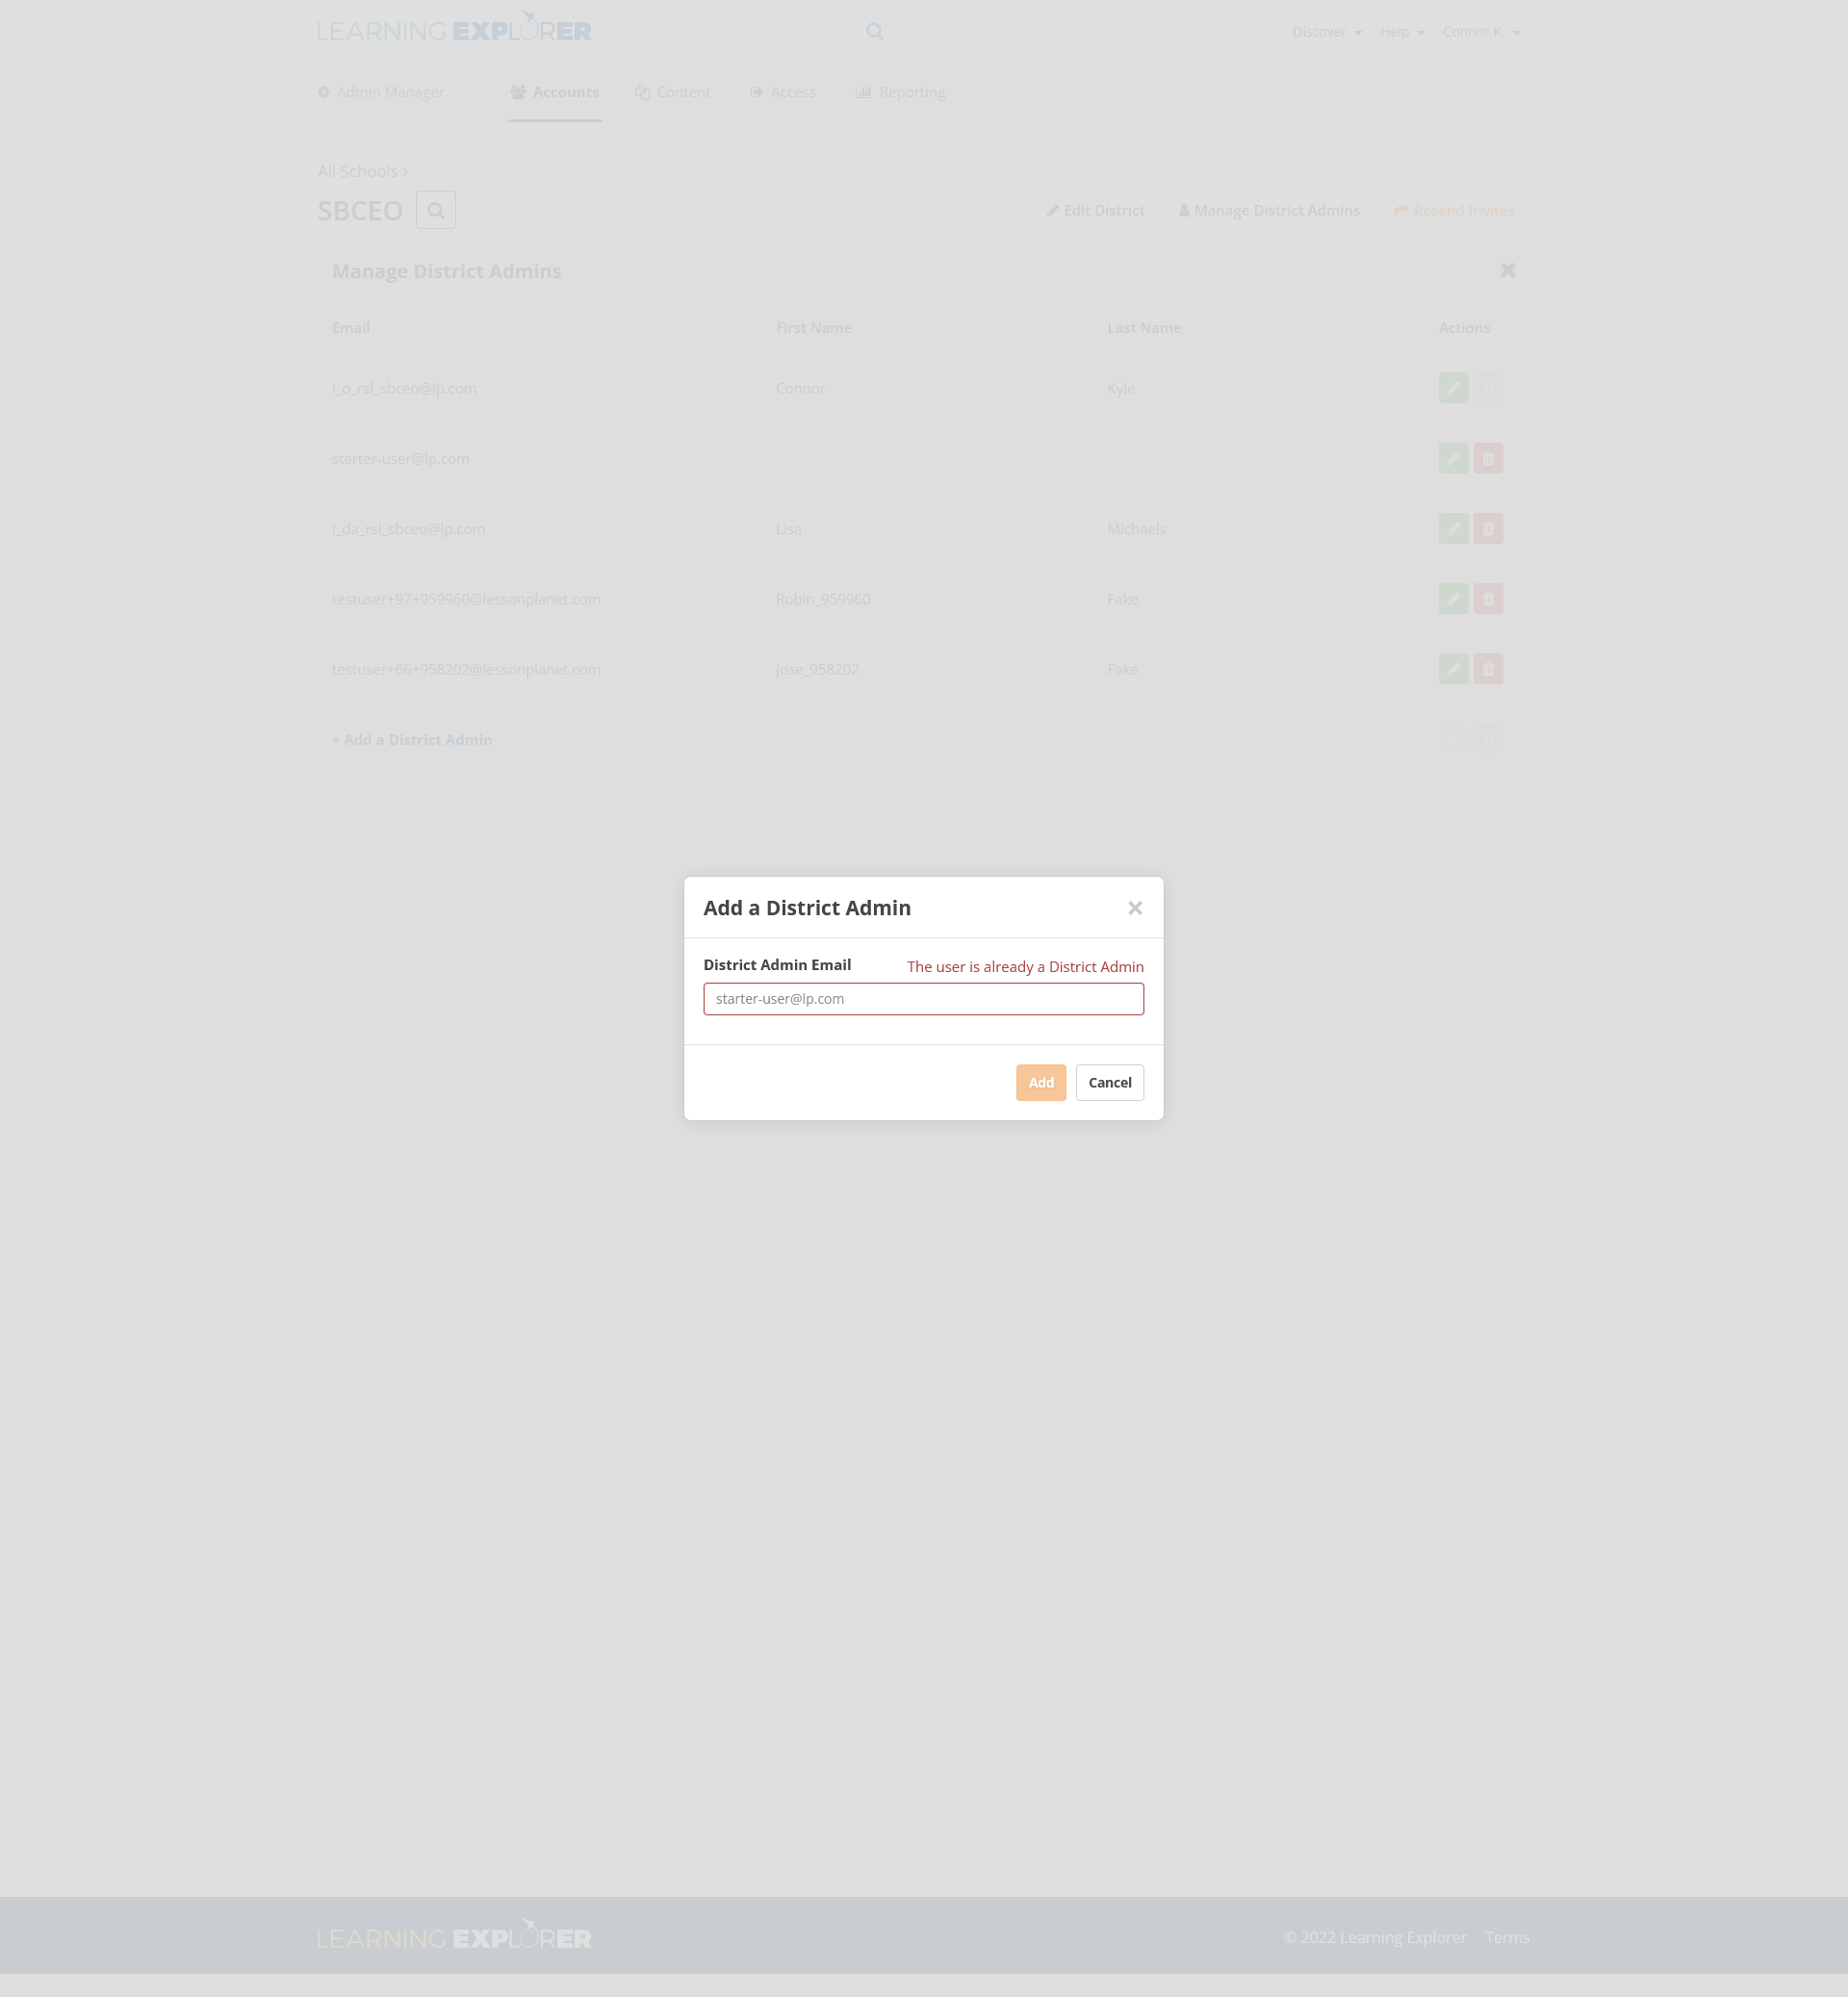 LEARNING EXPLORER
Discover Help Connor K.
Admin Manager Accounts Content Access Reporting
All Schools
SBCEO Edit District Manage District Admins Resend Invites
Manage District Admins
Email First Name Last Name Actions
i_o_rsl_sbceo@lp.com Connor Kyle
starter-user@lp.com
i_da_rsl_sbceo@lp.com Lisa Michaels
testuser+97+959960@lessonplanet.com Robin_959960 Fake
testuser+66+958202@lessonplanet.com Jose_958202 Fake
+ Add a District Admin
Add a District Admin
District Admin Email The user is already a District Admin
starter-user@lp.com
Add Cancel
LEARNING EXPLORER
© 2022 Learning Explorer Terms